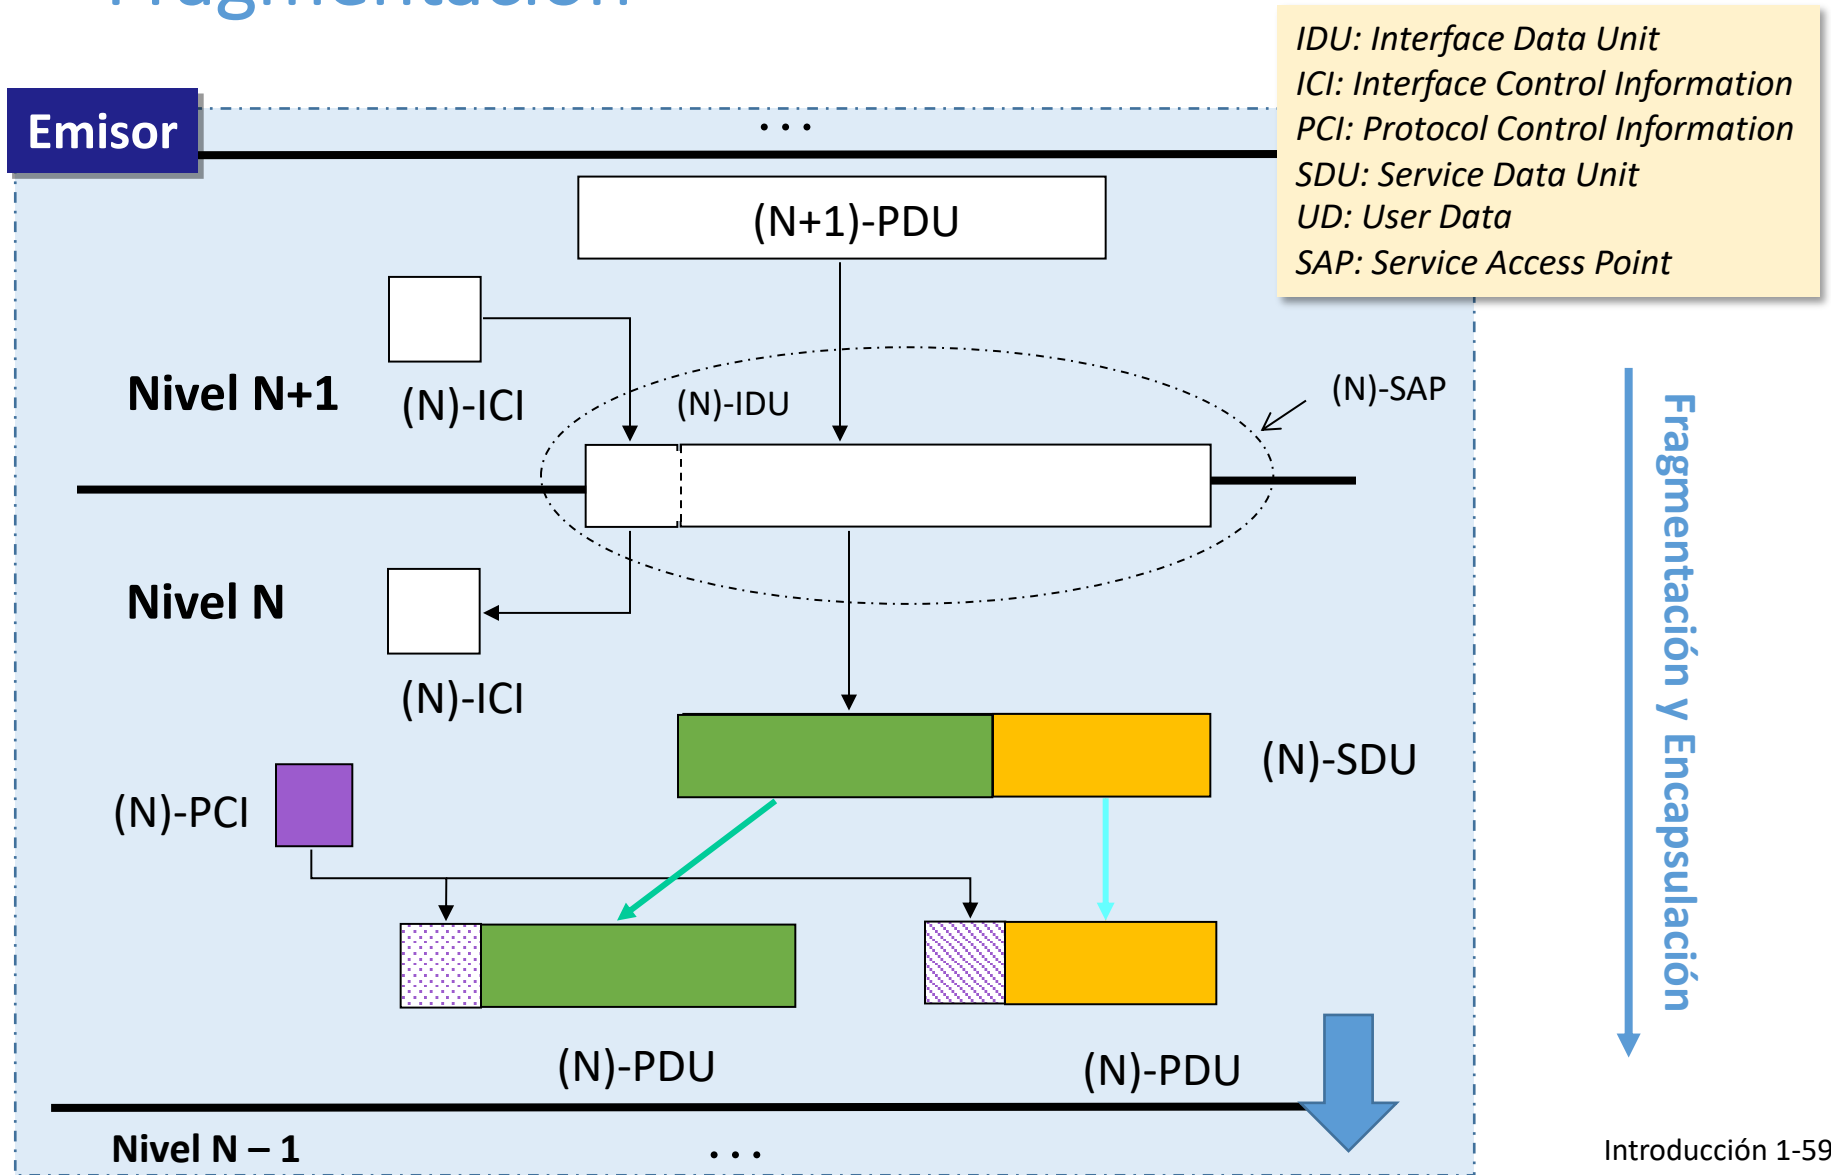 Fragmentación
IDU: Interface Data Unit
ICI: Interface Control Information
PCI: Protocol Control Information
SDU: Service Data Unit
UD: User Data
SAP: Service Access Point
Emisor
...
(N+1)-PDU
Nivel N+1
(N)-ICI
(N)-IDU
(N)-SAP
Nivel N
(N)-ICI
(N)-SDU
(N)-PCI
(N)-PDU
(N)-PDU
Fragmentación y Encapsulación
Nivel N – 1
...
Introducción 1-59